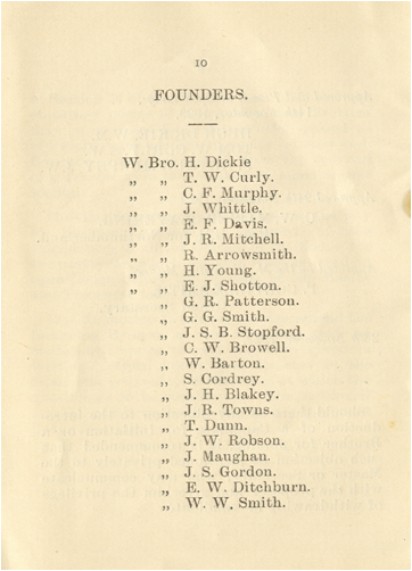 10
FOUNDERS.
W. Bro. H. Dickie
„ „ T. W. Curly.
„ „ C. F. Murphy.
„ „ J. Whittle.
„ „ E. F. Davis.
„ „ J. R. Mitchell.
„ „ R. Arrowsmith.
„ „ H. Young.
„ „ E. J. Shotton.
„ G. R. Patterson.
„ G. G. Smith.
„ J. S. B. Stopford.
„ C. W. Browell.
„ W. Barton.
„ S. Cordrey.
„ J. H. Blakey.
„ J. R. Towns.
„ T. Dunn.
„ J. W. Robson.
„ J. Maughan.
„ J. S. Gordon.
„ E. W. Ditchburn.
„ W. W. Smith.